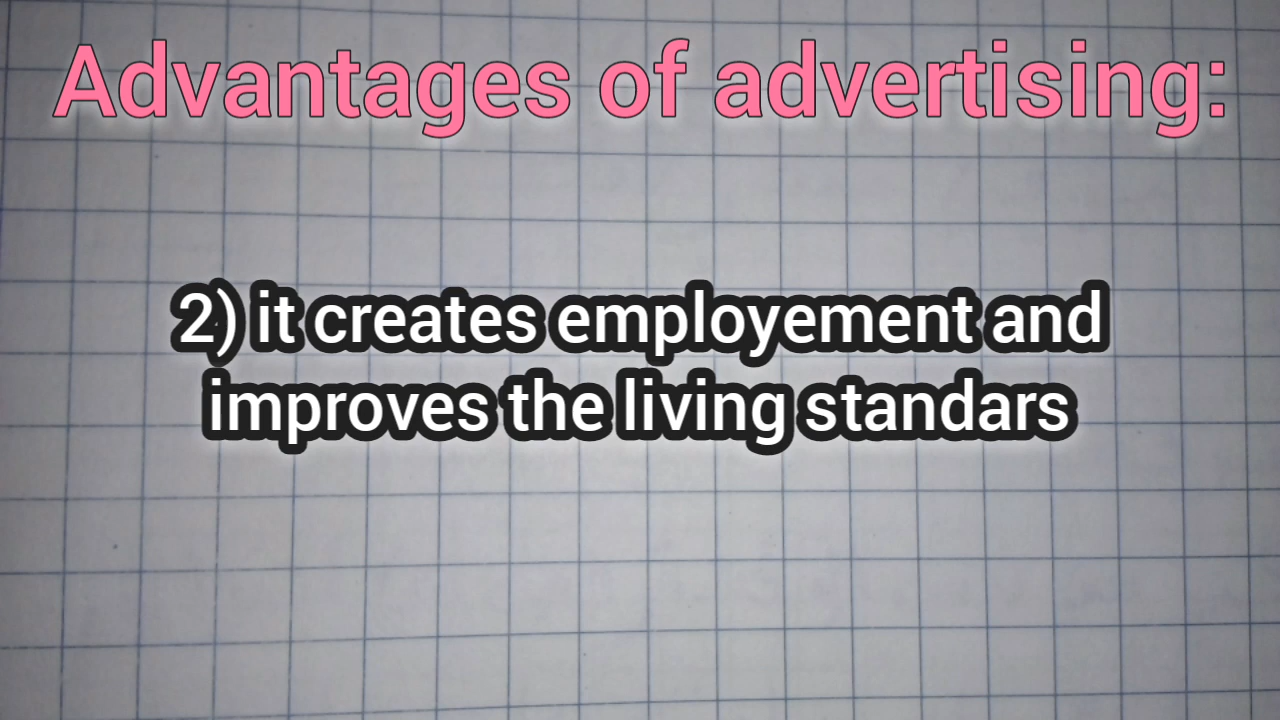 Advantages of advertising:
2) it creates employement and
improves the living standars